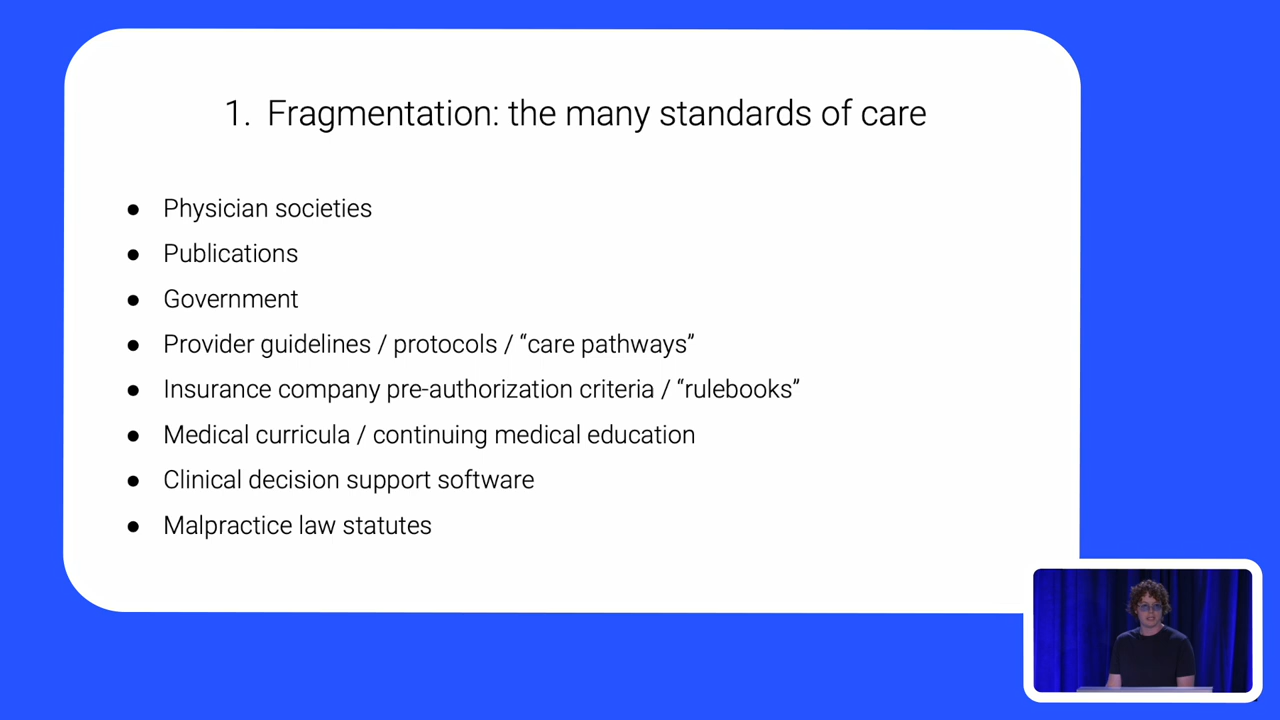 1. Fragmentation: the many standards of care
● Physician societies
● Publications
● Government
● Provider guidelines / protocols / “care pathways”
● Insurance company pre-authorization criteria / “rulebooks”
● Medical curricula / continuing medical education
● Clinical decision support software
● Malpractice law statutes